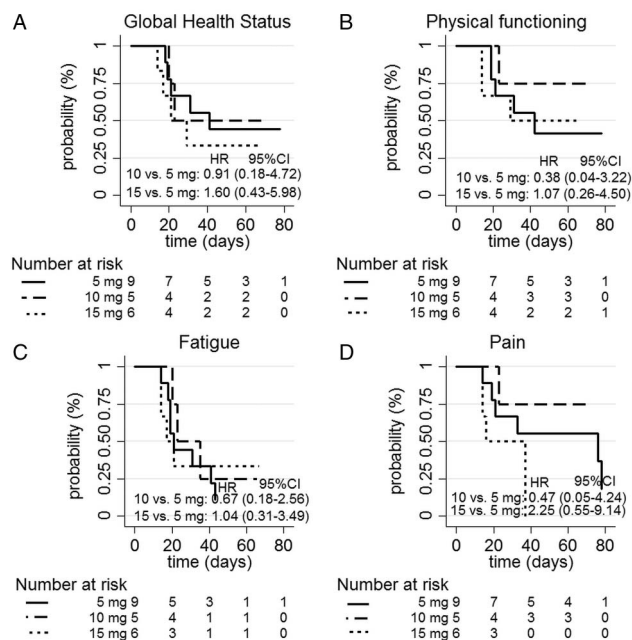 A
Global Health Status
probability (%)
1
0.75
0.50
0.25
0
HR 95%CI
10 vs. 5 mg: 0.91 (0.18-4.72)
15 vs. 5 mg: 1.60 (0.43-5.98)
0 20 40 60 80
time (days)
Number at risk
5 mg 9 7 5 3 1
10 mg 5 4 2 2 0
15 mg 6 4 2 2 0
B
Physical functioning
probability (%)
1
0.75
0.50
0.25
0
HR 95%CI
10 vs. 5 mg: 0.38 (0.04-3.22)
15 vs. 5 mg: 1.07 (0.26-4.50)
0 20 40 60 80
time (days)
Number at risk
5 mg 9 7 5 3 1
10 mg 5 4 3 3 0
15 mg 6 4 2 2 1
C
Fatigue
probability (%)
1
0.75
0.50
0.25
0
HR 95%CI
10 vs. 5 mg: 0.67 (0.18-2.56)
15 vs. 5 mg: 1.04 (0.31-3.49)
0 20 40 60 80
time (days)
Number at risk
5 mg 9 5 3 1 1
10 mg 5 4 1 1 0
15 mg 6 3 1 1 0
D
Pain
probability (%)
1
0.75
0.50
0.25
0
HR 95%CI
10 vs. 5 mg: 0.47 (0.05-4.24)
15 vs. 5 mg: 2.25 (0.55-9.14)
0 20 40 60 80
time (days)
Number at risk
5 mg 9 7 5 4 1
10 mg 5 4 3 3 0
15 mg 6 3 0 0 0